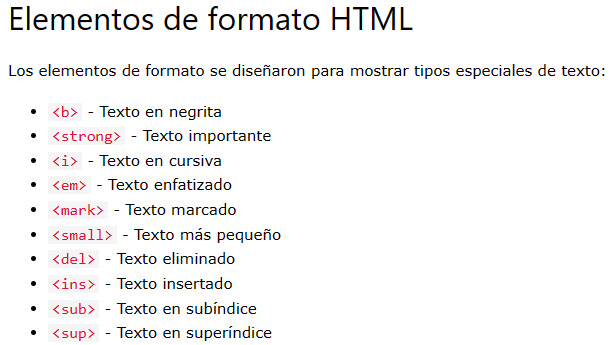 Elementos de formato HTML
Los elementos de formato se diseñaron para mostrar tipos especiales de texto:
• <b> - Texto en negrita
• <strong> - Texto importante
• <i> - Texto en cursiva
• <em> - Texto enfatizado
• <mark> - Texto marcado
• <small> - Texto más pequeño
• <del> - Texto eliminado
• <ins> - Texto insertado
• <sub> - Texto en subíndice
• <sup> - Texto en superíndice